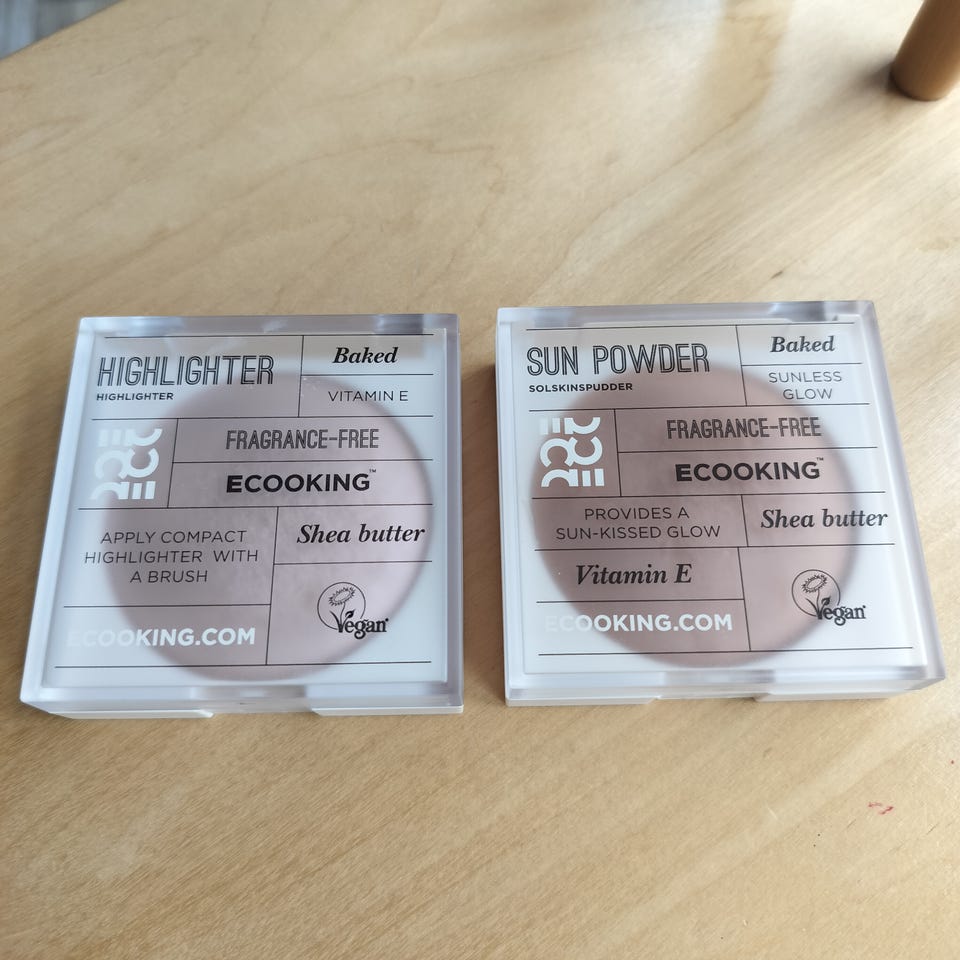 HIGHLIGHTER
HIGHLIGHTER
Baked
VITAMIN E
FRAGRANCE-FREE
ECOOKING™
APPLY COMPACT
HIGHLIGHTER WITH
A BRUSH
Shea butter
Vegan
ECOOKING.COM
SUN POWDER
SOLSKINSPUDDER
Baked
SUNLESS
GLOW
FRAGRANCE-FREE
ECOOKING™
PROVIDES A
SUN-KISSED GLOW
Shea butter
Vitamin E
Vegan
ECOOKING.COM